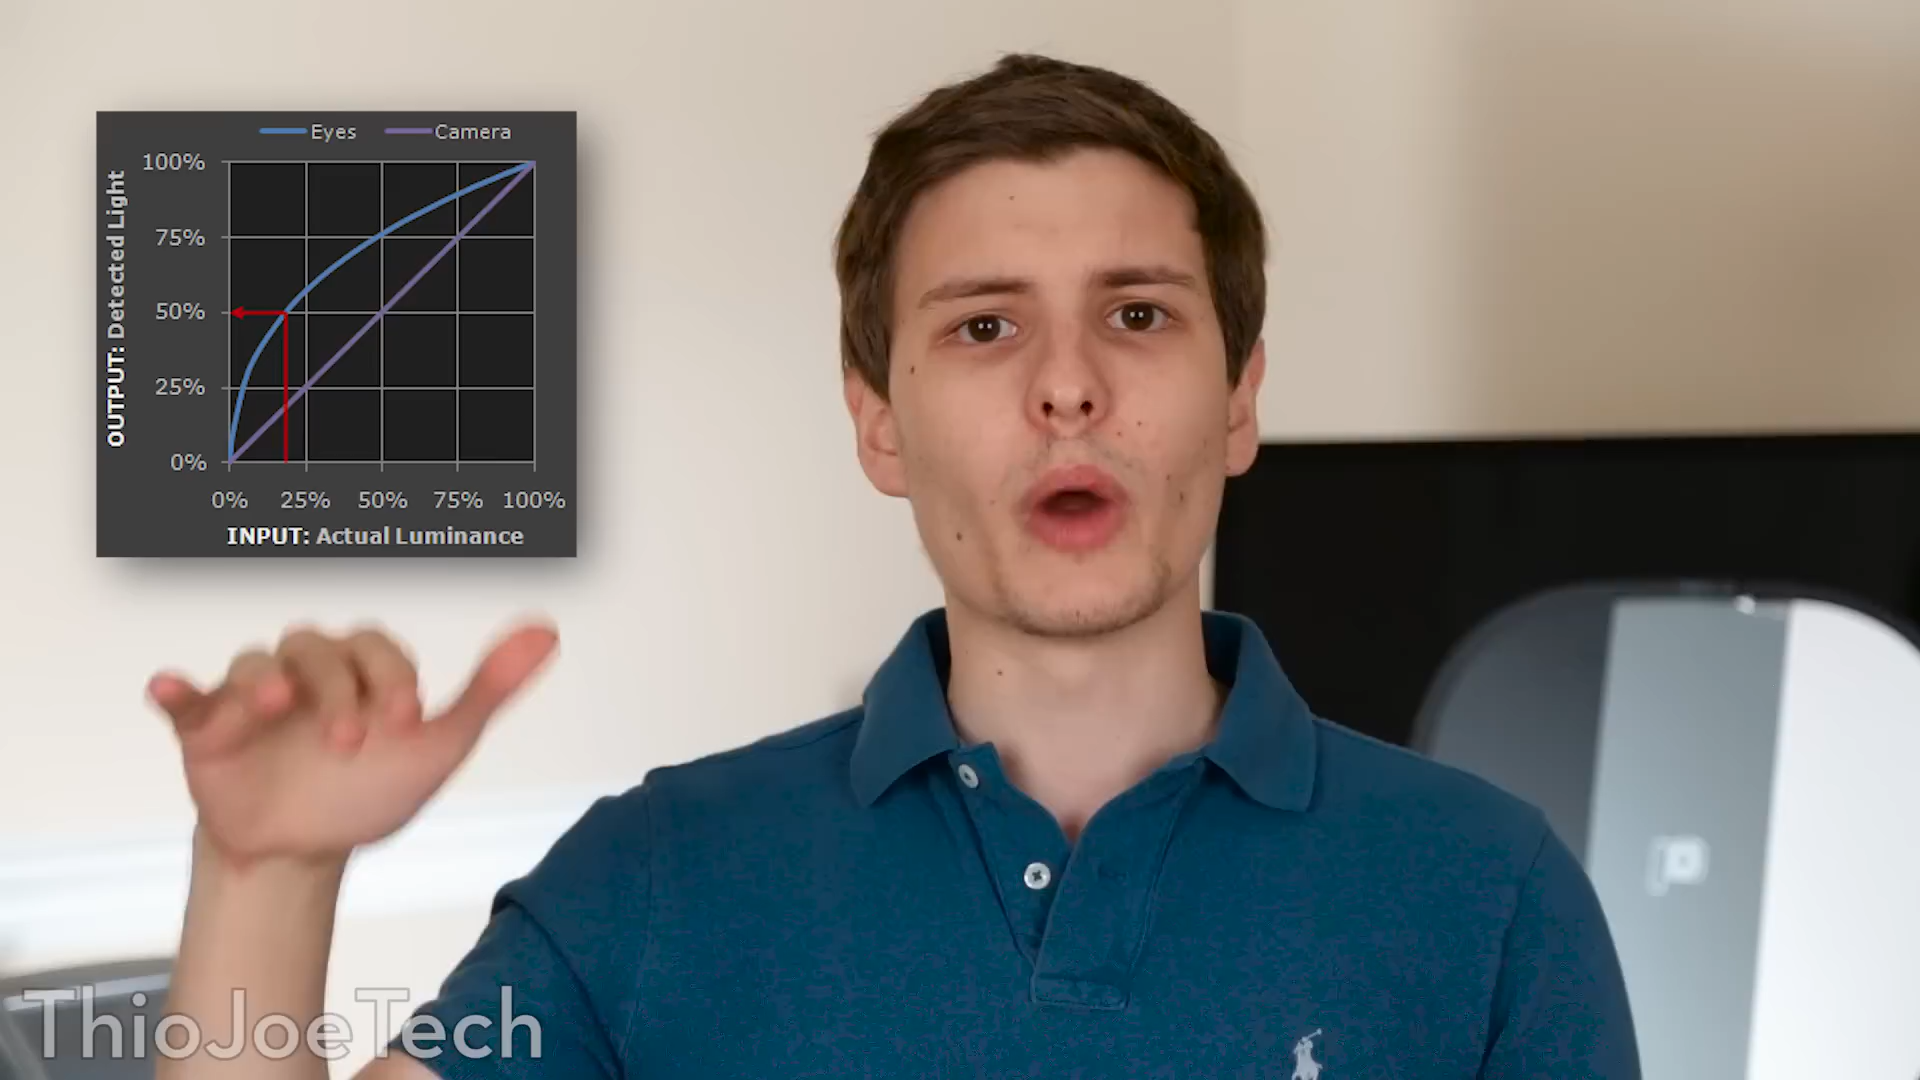 Eyes Camera
100%
75%
50%
25%
0%
OUTPUT: Detected Light
0% 25% 50% 75% 100%
INPUT: Actual Luminance
ThioJoeTech